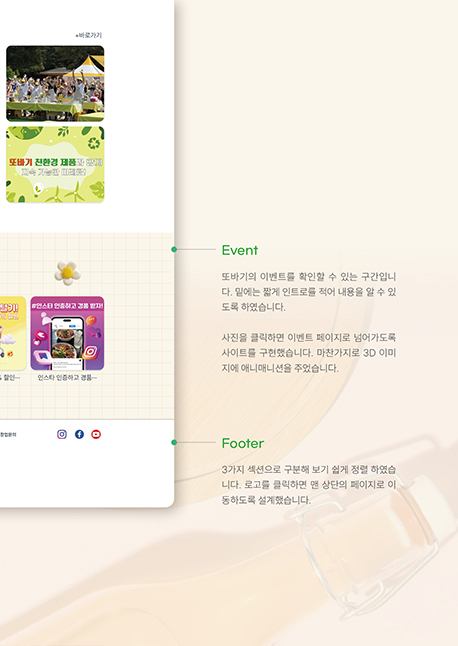 +바로가기
또바기 친환경 제품과 함께
지속 가능한 이벤트!
Event
또바기의 이벤트를 확인할 수 있는 구간입니
다. 밑에는 짧게 인트로를 적어 내용을 알 수 있
도록 하였습니다.
사진을 클릭하면 이벤트 페이지로 넘어가도록
사이트를 구현했습니다. 마찬가지로 3D 이미
지에 애니매니션을 주었습니다.
#인스타 인증하고 경품 받자!
할인…
인스타 인증하고 경품…
창업문의
Footer
3가지 섹션으로 구분해 보기 쉽게 정렬 하였습
니다. 로고를 클릭하면 맨 상단의 페이지로 이
동하도록 설계했습니다.